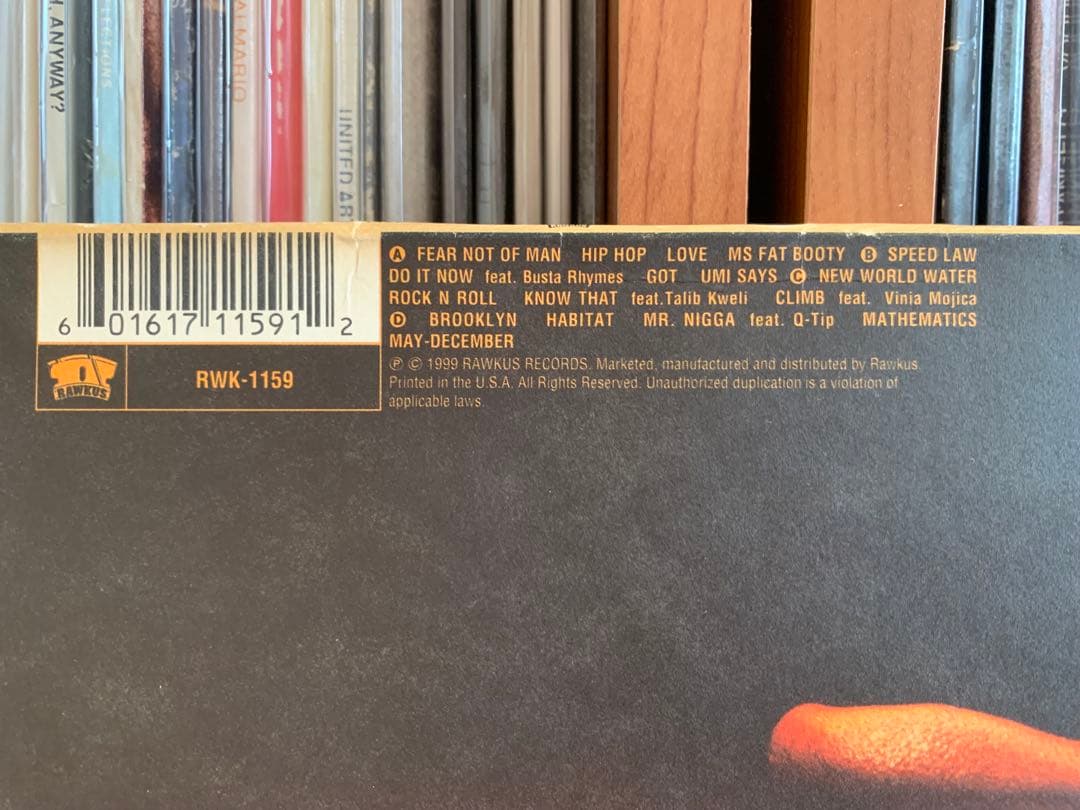 H. ANYWAY?
LECTIONS
ALMARIO
UNITED AR
A FEAR NOT OF MAN HIP HOP LOVE MS FAT BOOTY B SPEED LAW
DO IT NOW feat. Busta Rhymes GOT UMI SAYS C NEW WORLD WATER
ROCK N ROLL KNOW THAT feat.Talib Kweli CLIMB feat. Vinia Mojica
D BROOKLYN HABITAT MR. NIGGA feat. Q-Tip MATHEMATICS
MAY-DECEMBER
℗ © 1999 RAWKUS RECORDS. Marketed, manufactured and distributed by Rawkus.
Printed in the U.S.A. All Rights Reserved. Unauthorized duplication is a violation of
applicable laws.
6 01617 11591 2
RAWKUS
RWK-1159